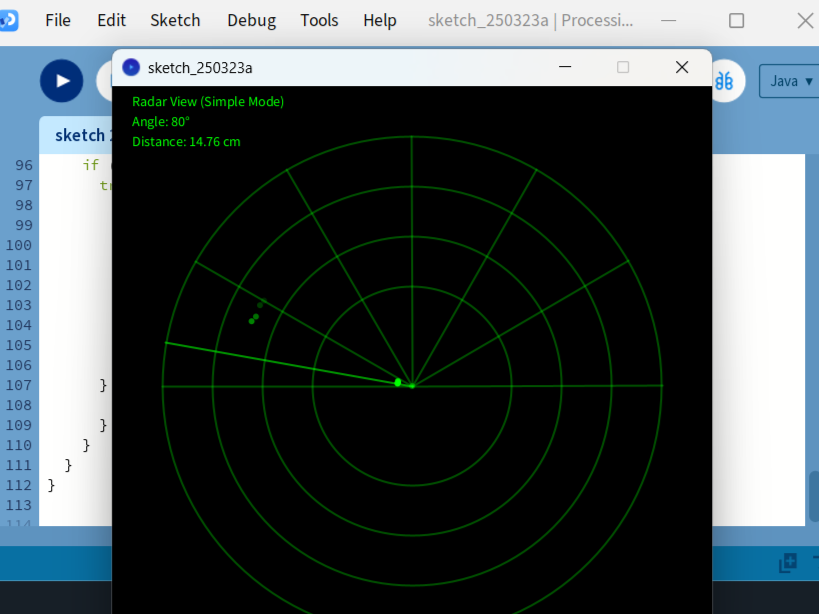 File Edit Sketch Debug Tools Help sketch_250323a | Processi...
sketch_250323a
Java
Radar View (Simple Mode)
Angle: 80°
Distance: 14.76 cm
sketch
96 if
97
98
99
100
101
102
103
104
105
106
107 }
108
109 }
110 }
111 }
112 }
113
114